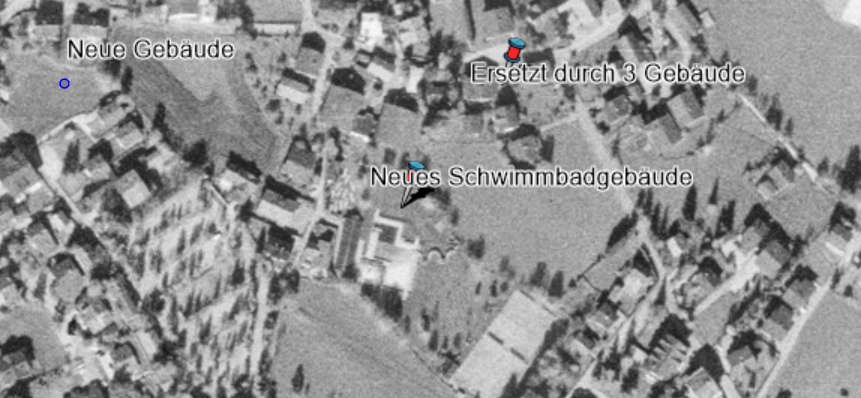 Neue Gebäude
Ersetzt durch 3 Gebäude
Neues Schwimmbadgebäude